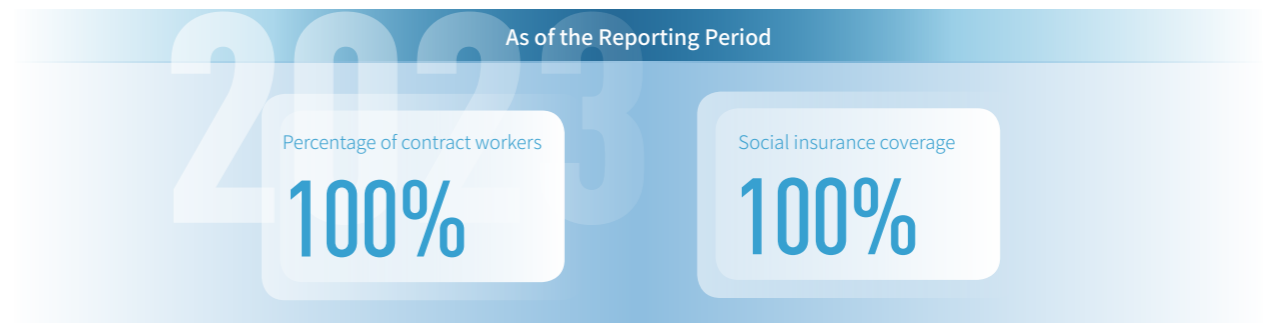 2023
As of the Reporting Period
Percentage of contract workers
100%
Social insurance coverage
100%